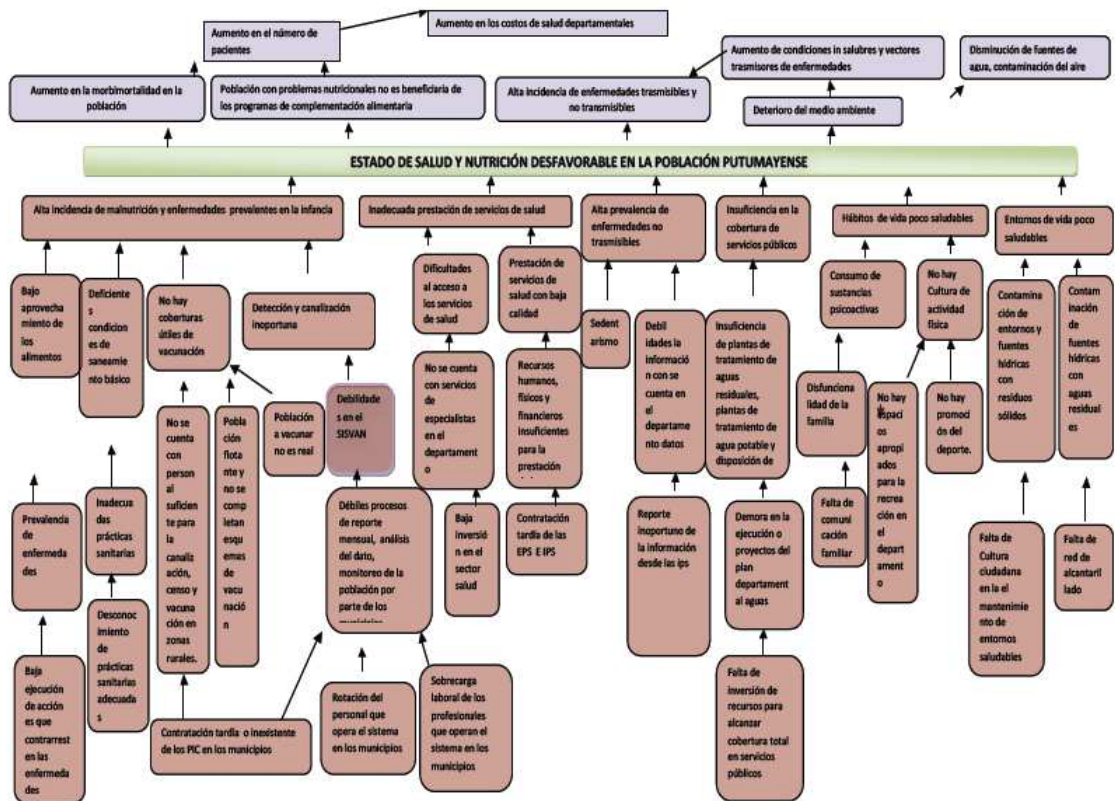 Aumento en los costos de salud departamentales
Aumento en el número de
pacientes
Aumento de condiciones in salubres y vectores
trasmisores de enfermedades
Disminución de fuentes de
agua, contaminación del aire
Aumento en la morbimortalidad en la
población
Población con problemas nutricionales no es beneficiaria de
los programas de complementación alimentaria
Alta incidencia de enfermedades trasmisibles y
no transmisibles
Deterioro del medio ambiente
ESTADO DE SALUD Y NUTRICIÓN DESFAVORABLE EN LA POBLACIÓN PUTUMAYENSE
Alta incidencia de malnutrición y enfermedades prevalentes en la infancia
Inadecuada prestación de servicios de salud
Alta prevalencia de
enfermedades no
trasmisibles
Insuficiencia en la
cobertura de
servicios públicos
Hábitos de vida poco saludables
Entornos de vida poco
saludables
Bajo
aprovecha
miento de
los
alimentos
Deficiente
s
condicion
es de
saneamie
nto básico
No hay
coberturas
útiles de
vacunación
Detección y canalización
inoportuna
Dificultades
al acceso a
los servicios
de salud
Prestación de
servicios de
salud con baja
calidad
Sedent
arismo
Debil
idades la
informació
n con se
cuenta en
el
departame
nto datos
Insuficiencia
de plantas de
tratamiento de
aguas
residuales,
plantas de
tratamiento de
agua potable y
disposición de
Consumo de
sustancias
psicoactivas
No hay
Cultura de
actividad
física
Contamina
ción de
entornos y
fuentes
hídricas
con
residuos
sólidos
Contam
inación
de
fuentes
hídricas
con
aguas
residual
es
No se
cuenta
con
person
al
suficien
te para
la
canaliz
ación,
censo y
vacuna
ción en
zonas
rurales.
Pobla
ción
flota
nte y
no se
com
pleta
n
esqu
emas
de
vacu
nació
n
Població
n a
vacunar
no es real
Debilidade
s en el
SISVAN
No se cuenta
con servicios
de
especialistas
en el
departament
o
Recursos
humanos,
físicos y
financieros
insuficientes
para la
prestación
Disfunciona
lidad de la
familia
No hay
espaci
os
apropi
ados
para la
recrea
ción en
el
depart
ament
o
No hay
promo
ción del
deporte.
Prevalencia
de
enfermeda
des
Inadecua
das
prácticas
sanitarias
Débiles procesos
de reporte
mensual, análisis
del dato,
monitoreo de la
población por
parte de los
Baja
inversió
n en el
sector
salud
Contratación
tardía de las
EPS E IPS
Reporte
inoportuno de
la información
desde las ips
Demora en la
ejecución o
proyectos del
plan
departament
al aguas
Falta de
comuni
cación
familiar
Falta de
Cultura
ciudadana
en la el
mantenimie
nto de
entornos
saludables
Falta de
red de
alcantaril
lado
Baja
ejecución
de acción
es que
contrarrest
en las
enfermeda
des
Desconoc
imiento
de
prácticas
sanitarias
adecuada
s
Contratación tardía o inexistente
de los PIC en los municipios
Rotación del
personal que
opera el sistema
en los municipios
Sobrecarga
laboral de los
profesionales
que operan el
sistema en los
municipios
Falta de
inversión de
recursos para
alcanzar
cobertura total
en servicios
públicos